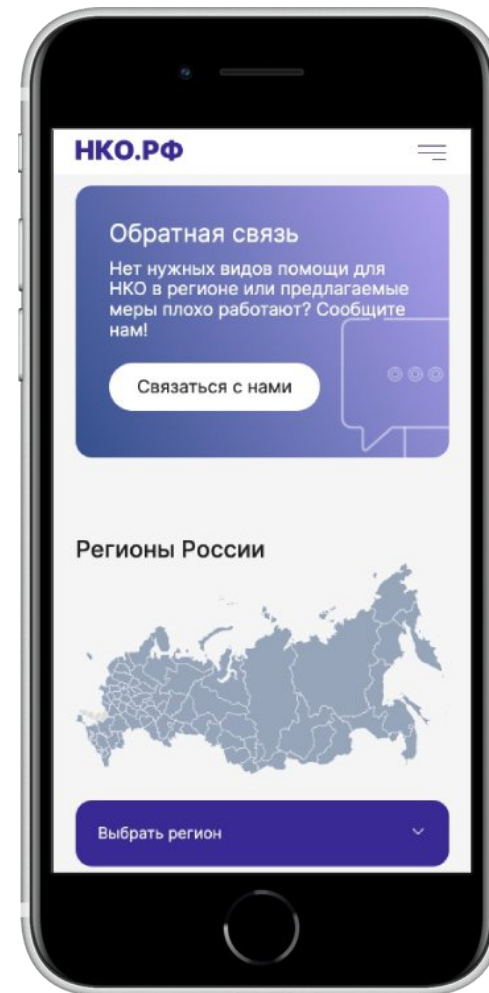 НКО.РФ
Обратная связь
Нет нужных видов помощи для
НКО в регионе или предлагаемые
меры плохо работают? Сообщите
нам!
Связаться с нами
Регионы России
Выбрать регион